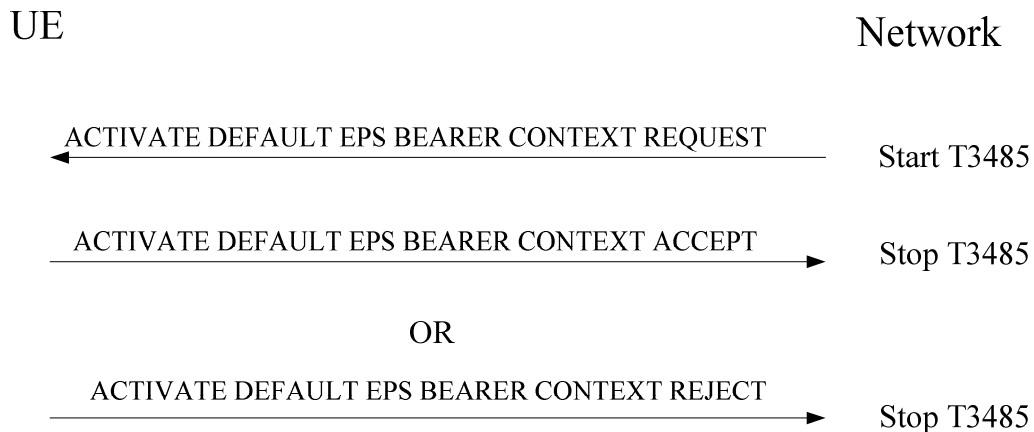 UE
Network
ACTIVATE DEFAULT EPS BEARER CONTEXT REQUEST
Start T3485
ACTIVATE DEFAULT EPS BEARER CONTEXT ACCEPT
Stop T3485
OR
ACTIVATE DEFAULT EPS BEARER CONTEXT REJECT
Stop T3485